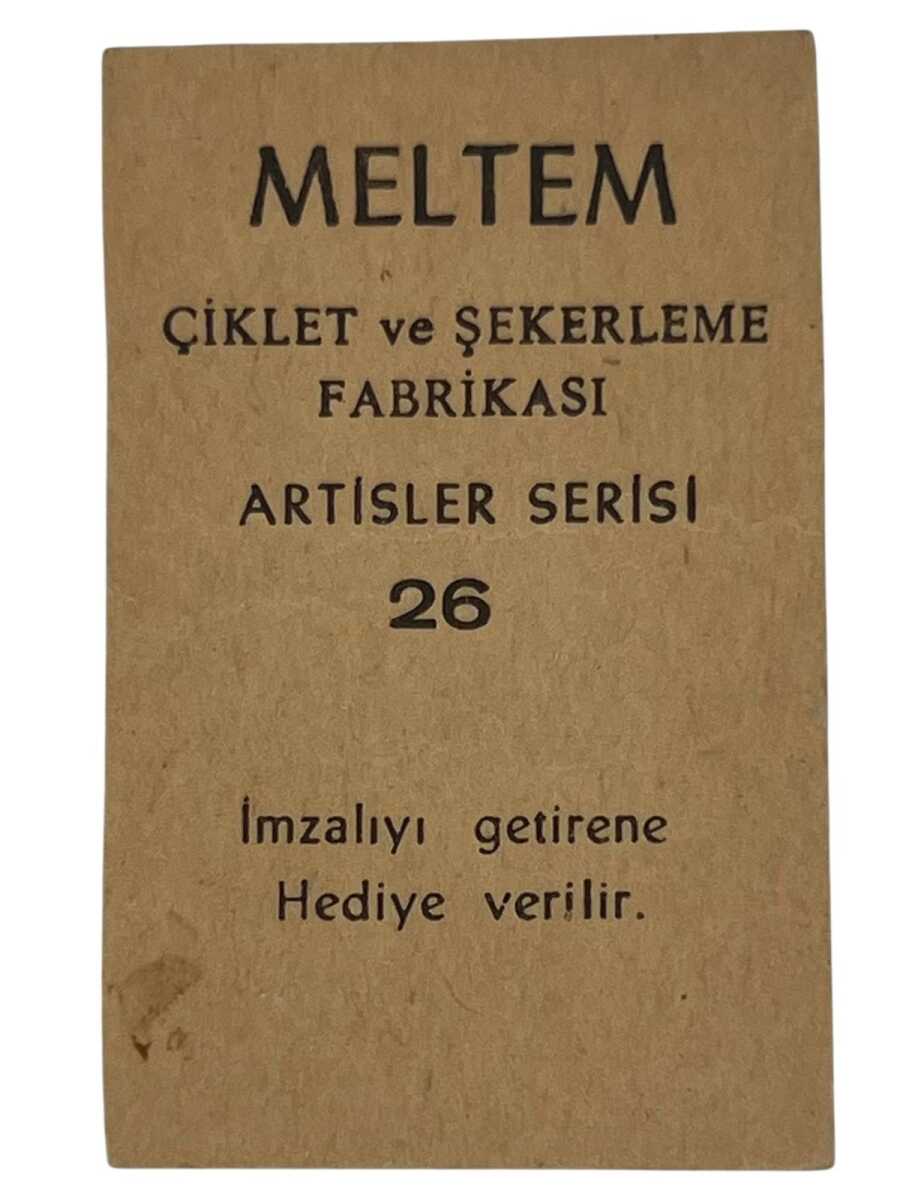 MELTEM
ÇİKLET ve ŞEKERLEME
FABRİKASI
ARTİSLER SERİSİ
26
İmzalıyı getirene
Hediye verilir.